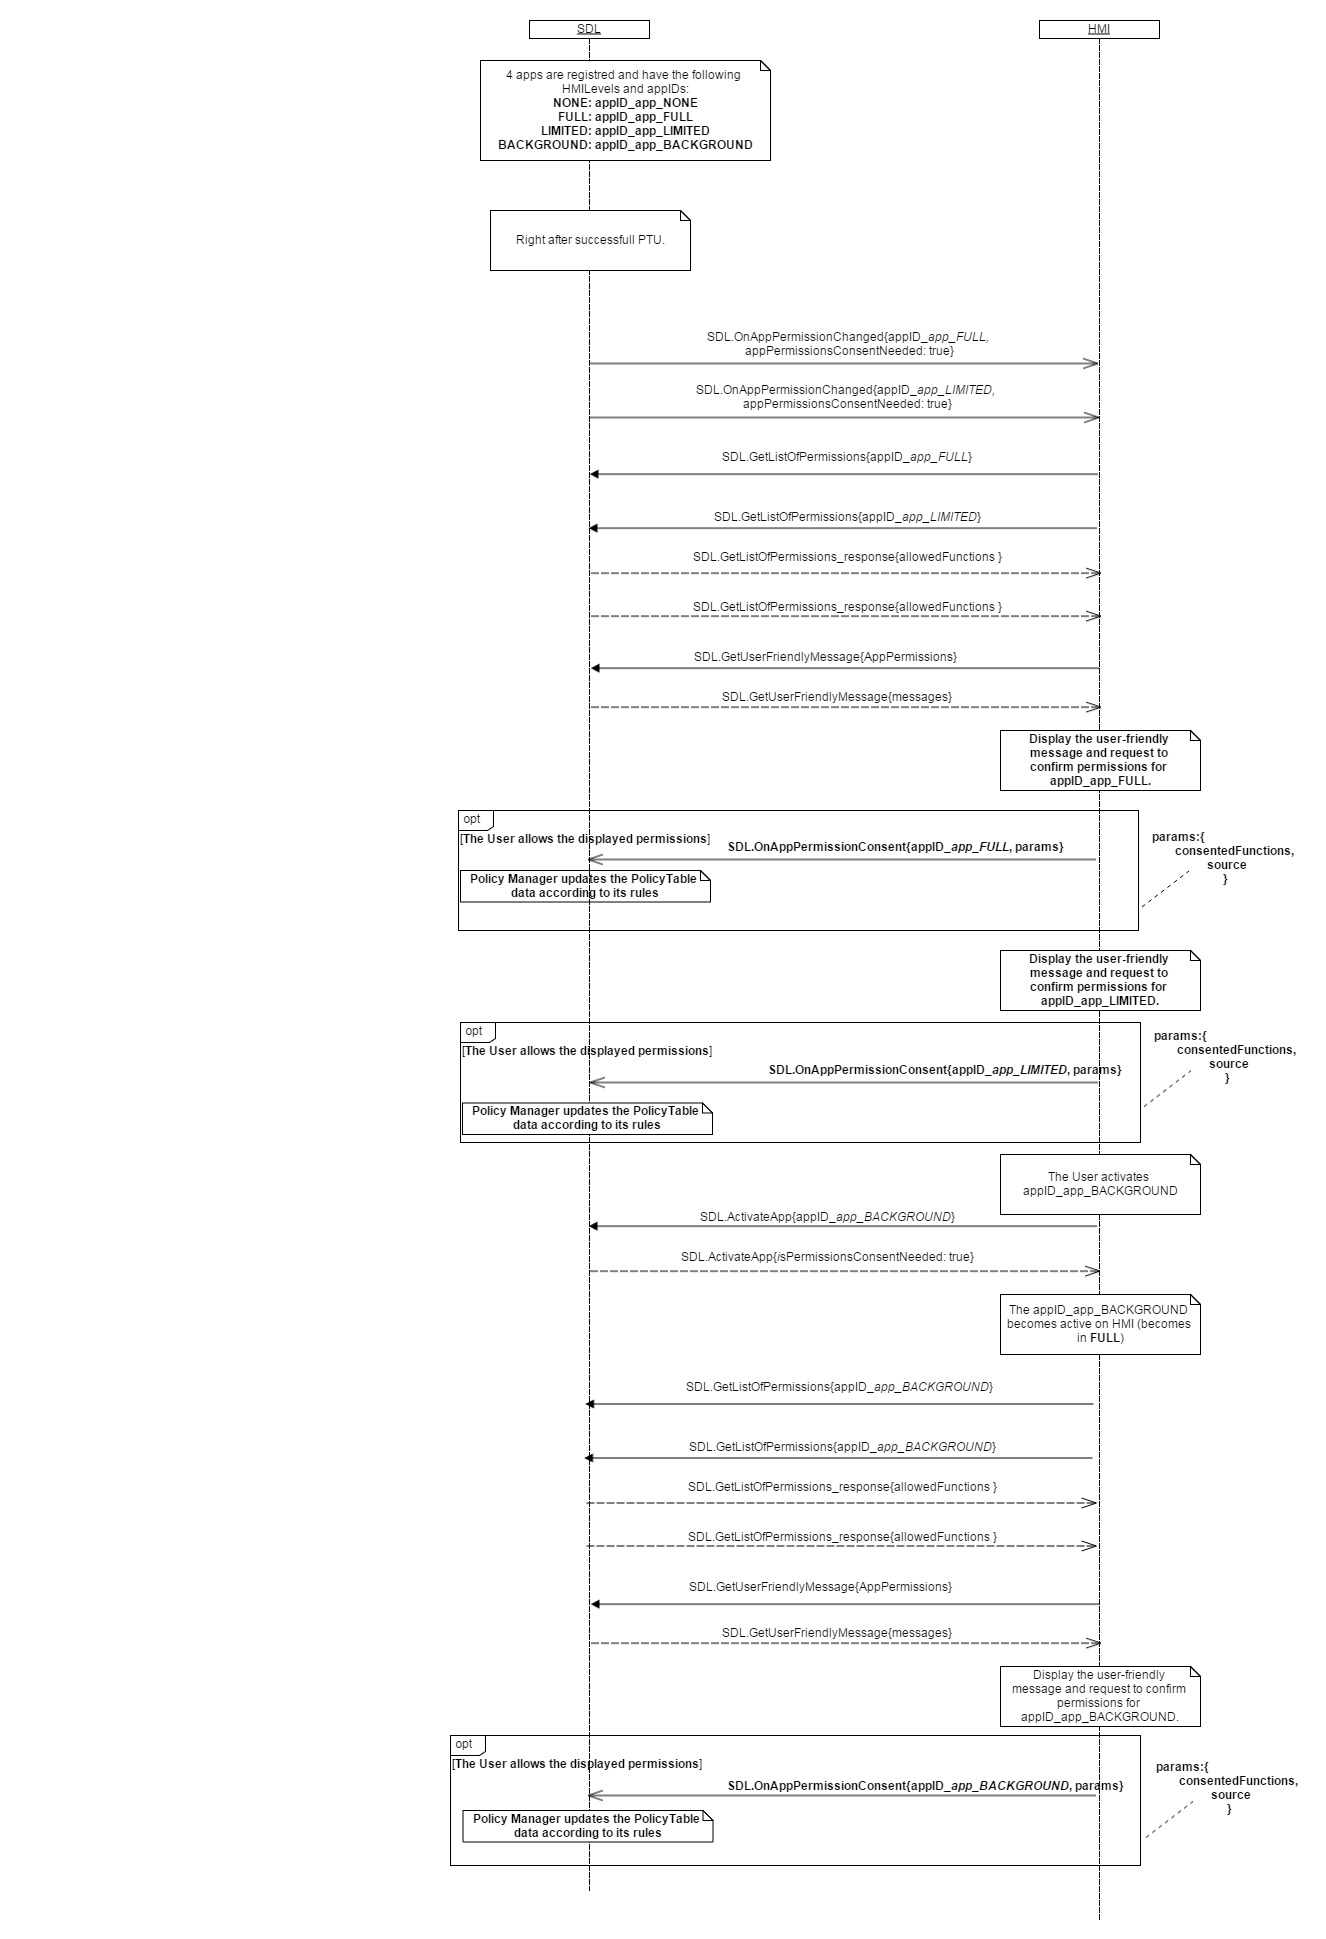 SDL
HMI
4 apps are registred and have the following
HMILevels and appIDs:
NONE: appID_app_NONE
FULL: appID_app_FULL
LIMITED: appID_app_LIMITED
BACKGROUND: appID_app_BACKGROUND
Right after successfull PTU.
SDL.OnAppPermissionChanged{appID_app_FULL,
appPermissionsConsentNeeded: true}
SDL.OnAppPermissionChanged{appID_app_LIMITED,
appPermissionsConsentNeeded: true}
SDL.GetListOfPermissions{appID_app_FULL}
SDL.GetListOfPermissions{appID_app_LIMITED}
SDL.GetListOfPermissions_response{allowedFunctions }
SDL.GetListOfPermissions_response{allowedFunctions }
SDL.GetUserFriendlyMessage{AppPermissions}
SDL.GetUserFriendlyMessage{messages}
Display the user-friendly
message and request to
confirm permissions for
appID_app_FULL.
opt
[The User allows the displayed permissions]
SDL.OnAppPermissionConsent{appID_app_FULL, params}
params:{
consentedFunctions,
source
}
Policy Manager updates the PolicyTable
data according to its rules
Display the user-friendly
message and request to
confirm permissions for
appID_app_LIMITED.
opt
[The User allows the displayed permissions]
SDL.OnAppPermissionConsent{appID_app_LIMITED, params}
params:{
consentedFunctions,
source
}
Policy Manager updates the PolicyTable
data according to its rules
The User activates
appID_app_BACKGROUND
SDL.ActivateApp{appID_app_BACKGROUND}
SDL.ActivateApp{isPermissionsConsentNeeded: true}
The appID_app_BACKGROUND
becomes active on HMI (becomes
in FULL)
SDL.GetListOfPermissions{appID_app_BACKGROUND}
SDL.GetListOfPermissions{appID_app_BACKGROUND}
SDL.GetListOfPermissions_response{allowedFunctions }
SDL.GetListOfPermissions_response{allowedFunctions }
SDL.GetUserFriendlyMessage{AppPermissions}
SDL.GetUserFriendlyMessage{messages}
Display the user-friendly
message and request to confirm
permissions for
appID_app_BACKGROUND.
opt
[The User allows the displayed permissions]
SDL.OnAppPermissionConsent{appID_app_BACKGROUND, params}
params:{
consentedFunctions,
source
}
Policy Manager updates the PolicyTable
data according to its rules